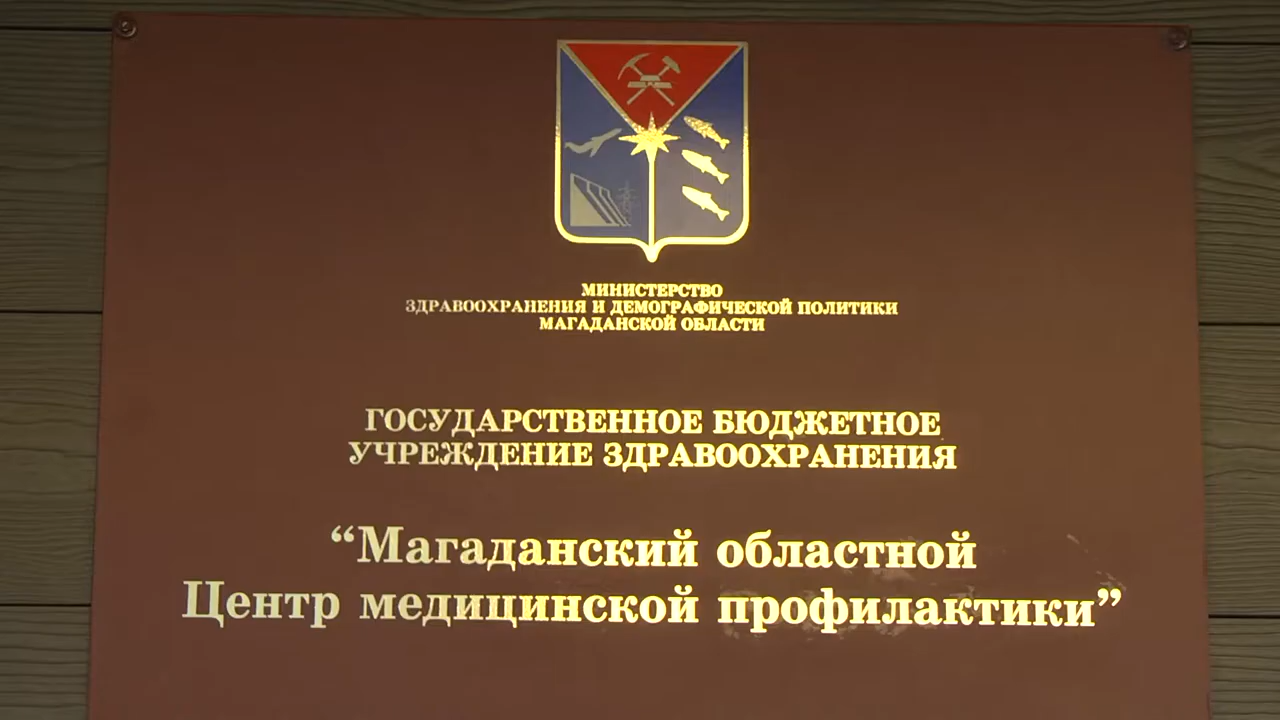 МИНИСТЕРСТВО
ЗДРАВООХРАНЕНИЯ И ДЕМОГРАФИЧЕСКОЙ ПОЛИТИКИ
МАГАДАНСКОЙ ОБЛАСТИ
ГОСУДАРСТВЕННОЕ БЮДЖЕТНОЕ
УЧРЕЖДЕНИЕ ЗДРАВООХРАНЕНИЯ
“Магаданский областной
Центр медицинской профилактики”